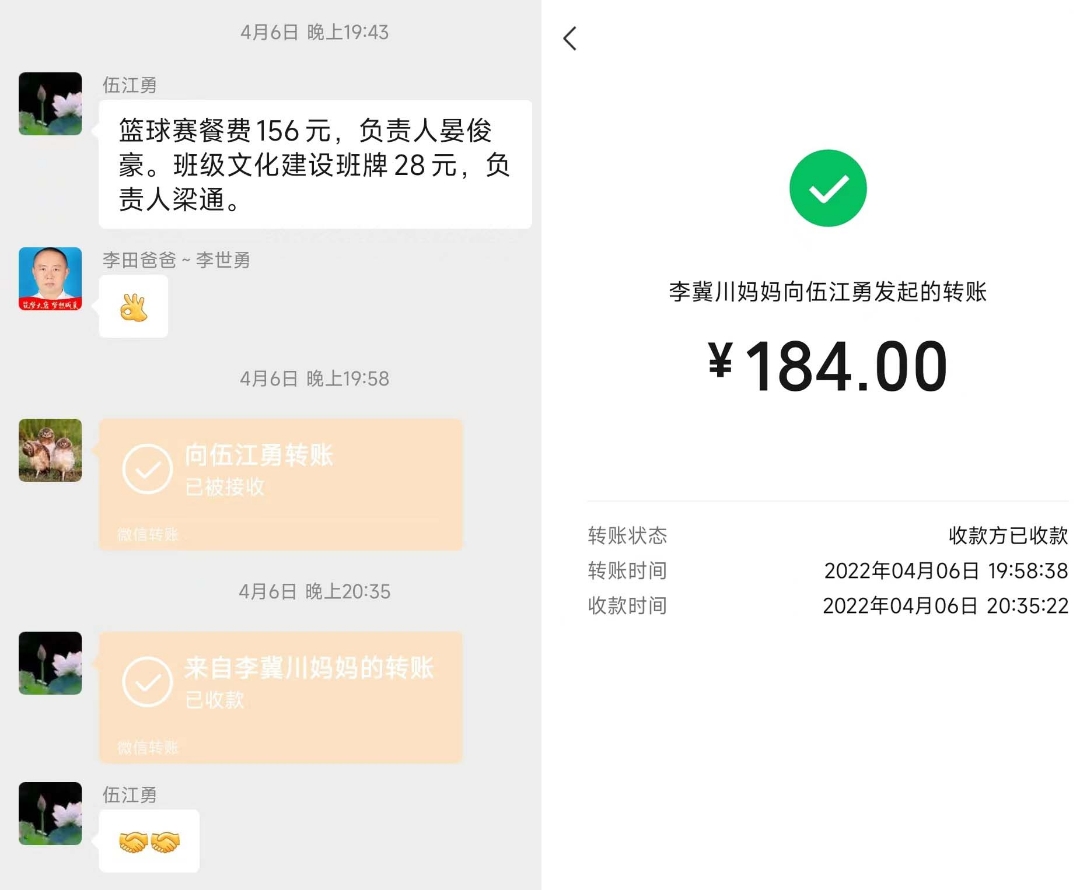 4月6日 晚上19:43
伍江勇
篮球赛餐费156元，负责人晏俊
豪。班级文化建设班牌28元，负
责人梁通。
李田爸爸~李世勇
4月6日 晚上19:58
向伍江勇转账
已被接收
微信转账
4月6日 晚上20:35
来自李冀川妈妈的转账
已收款
微信转账
伍江勇
李冀川妈妈向伍江勇发起的转账
¥184.00
转账状态 收款方已收款
转账时间 2022年04月06日 19:58:38
收款时间 2022年04月06日 20:35:22